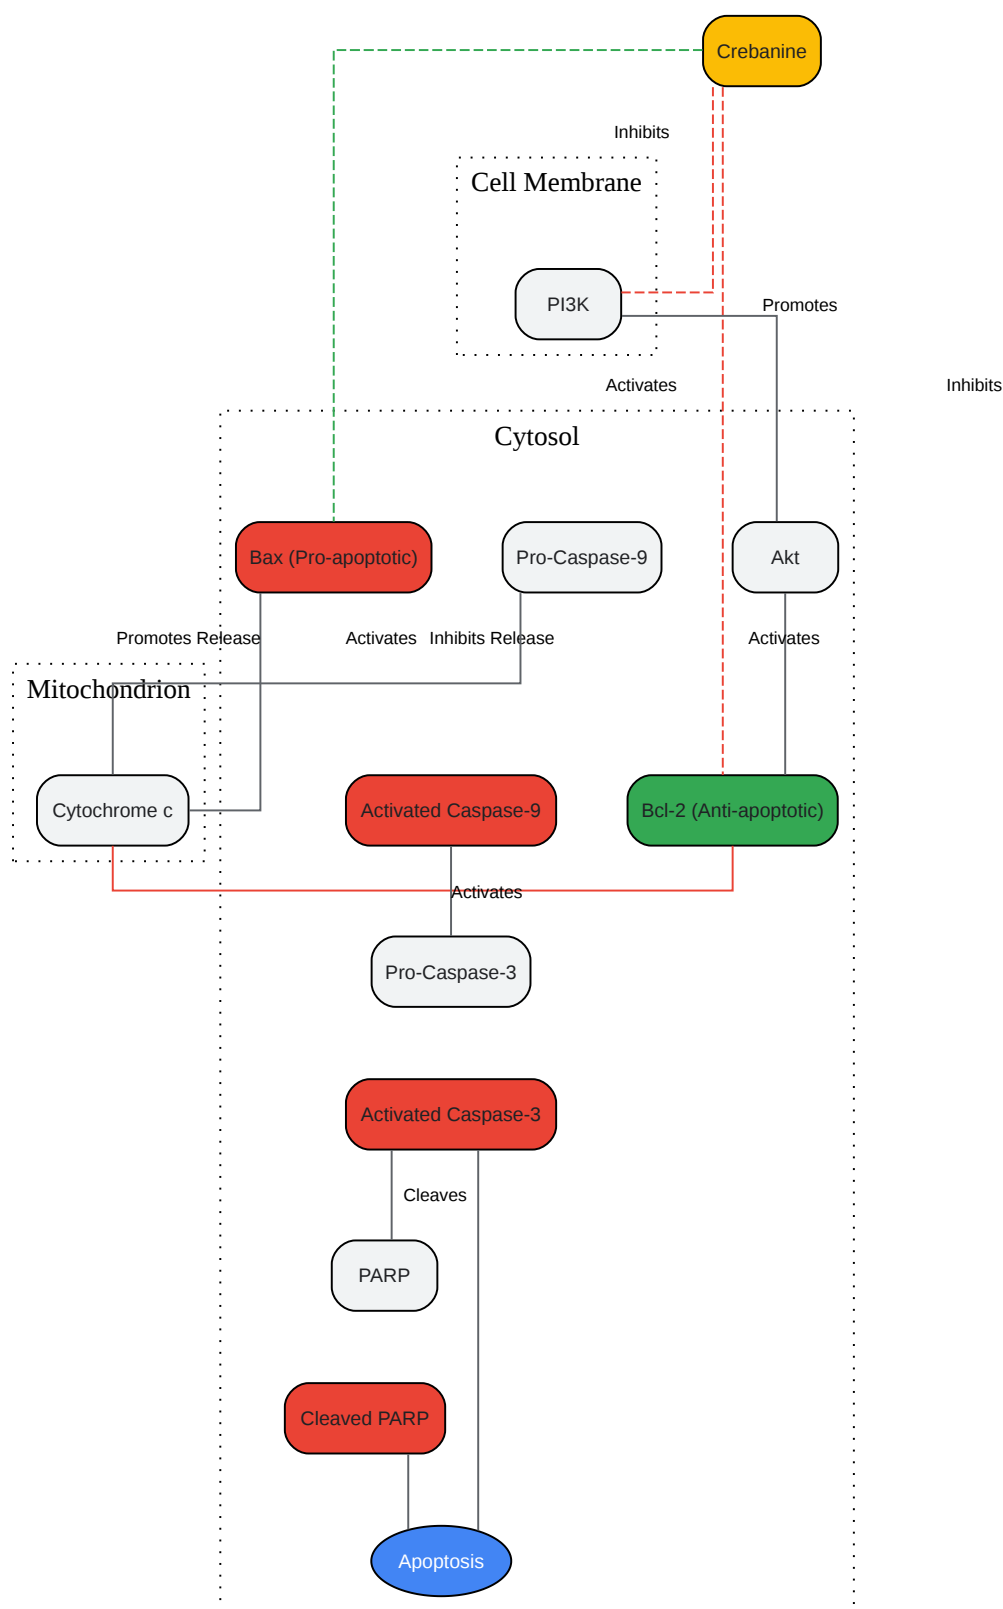 Crebanine
Inhibits
Cell Membrane
PI3K
Promotes
Activates
Inhibits
Cytosol
Bax (Pro-apoptotic)
Pro-Caspase-9
Akt
Promotes Release
Activates
Inhibits Release
Activates
Mitochondrion
Cytochrome c
Activated Caspase-9
Bcl-2 (Anti-apoptotic)
Activates
Pro-Caspase-3
Activated Caspase-3
Cleaves
PARP
Cleaved PARP
Apoptosis